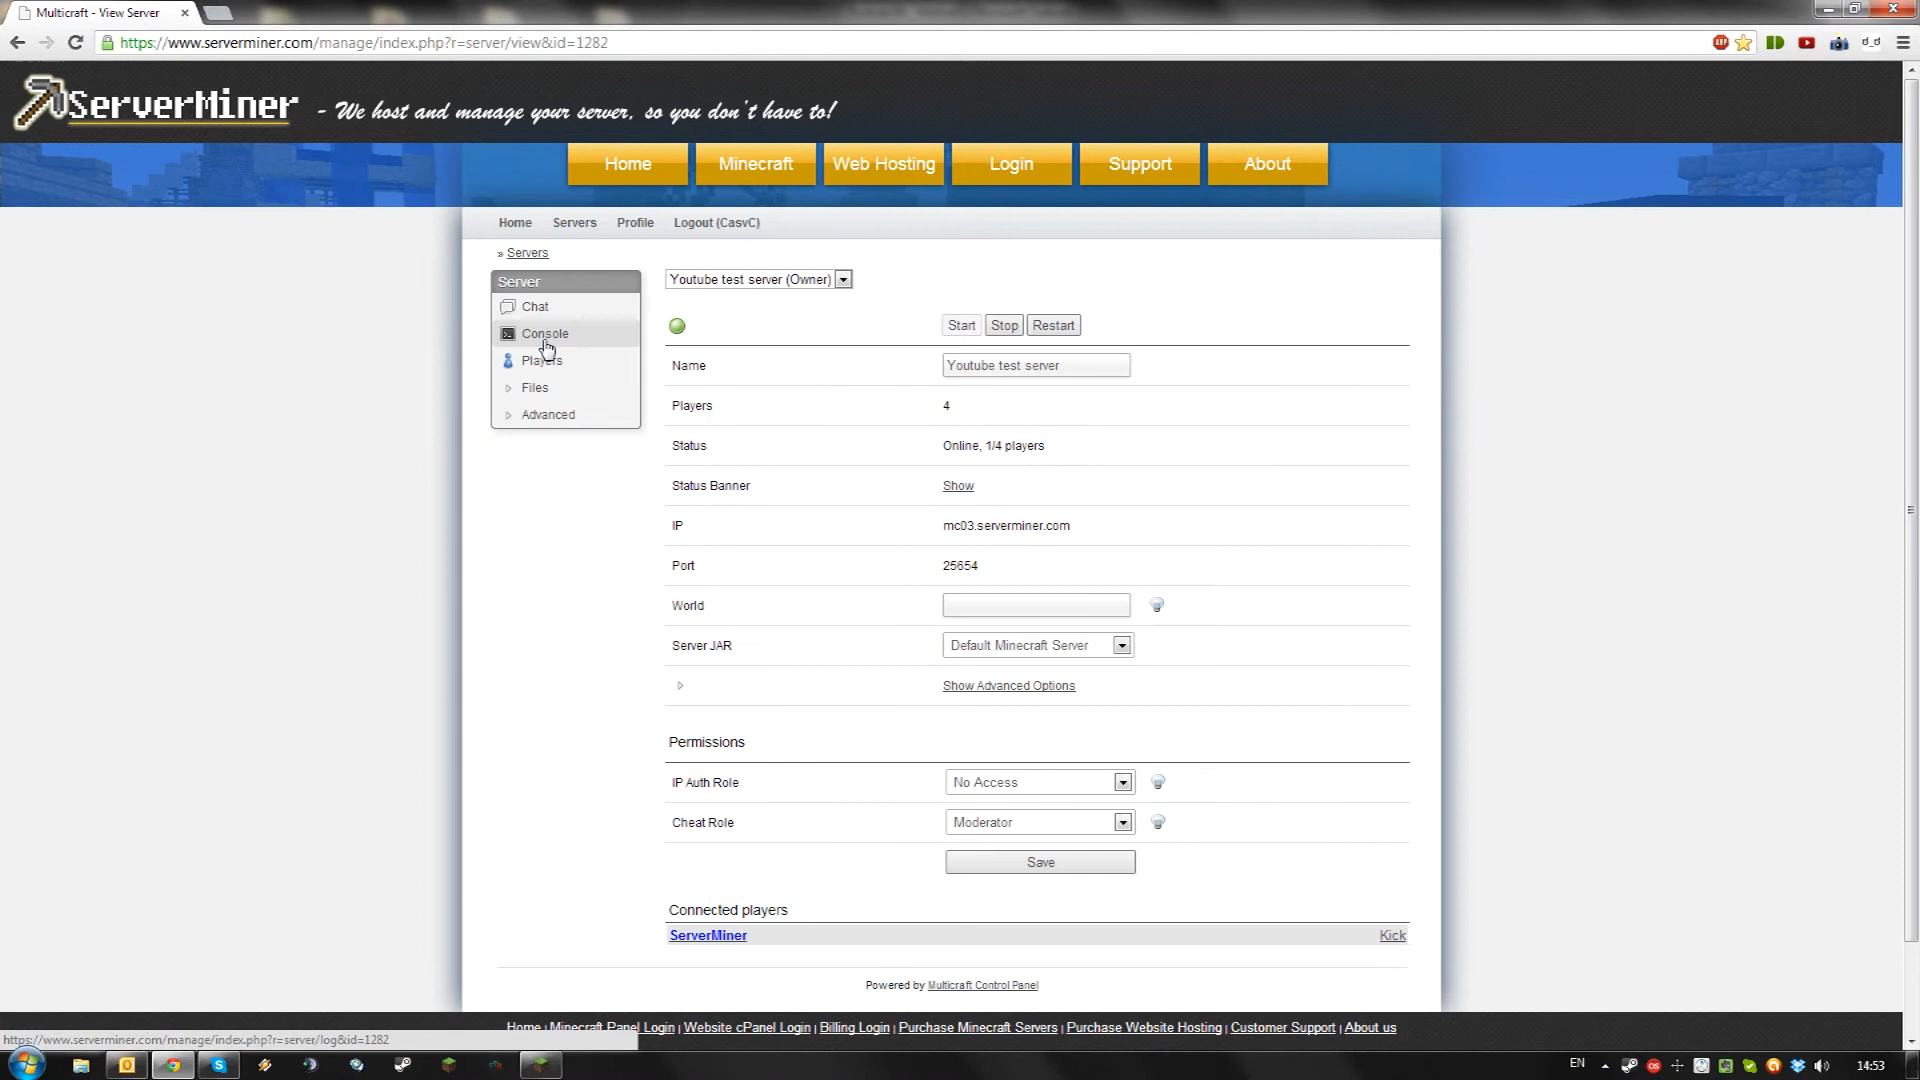 Multicraft - View Server
https://www.serverminer.com/manage/index.php?r=server/view&id=1282
ABP
d_d
ServerMiner - We host and manage your server, so you don't have to!
Home Minecraft Web Hosting Login Support About
Home Servers Profile Logout (CasvC)
» Servers
Server
Chat
Console
Players
Files
Advanced
Youtube test server (Owner)
Start Stop Restart
Name Youtube test server
Players 4
Status Online, 1/4 players
Status Banner Show
IP mc03.serverminer.com
Port 25654
World
Server JAR Default Minecraft Server
Show Advanced Options
Permissions
IP Auth Role No Access
Cheat Role Moderator
Save
Connected players
ServerMiner Kick
Powered by Multicraft Control Panel
Home | Minecraft Panel Login | Website cPanel Login | Billing Login | Purchase Minecraft Servers | Purchase Website Hosting | Customer Support | About us
https://www.serverminer.com/manage/index.php?r=server/log&id=1282
EN 14:53